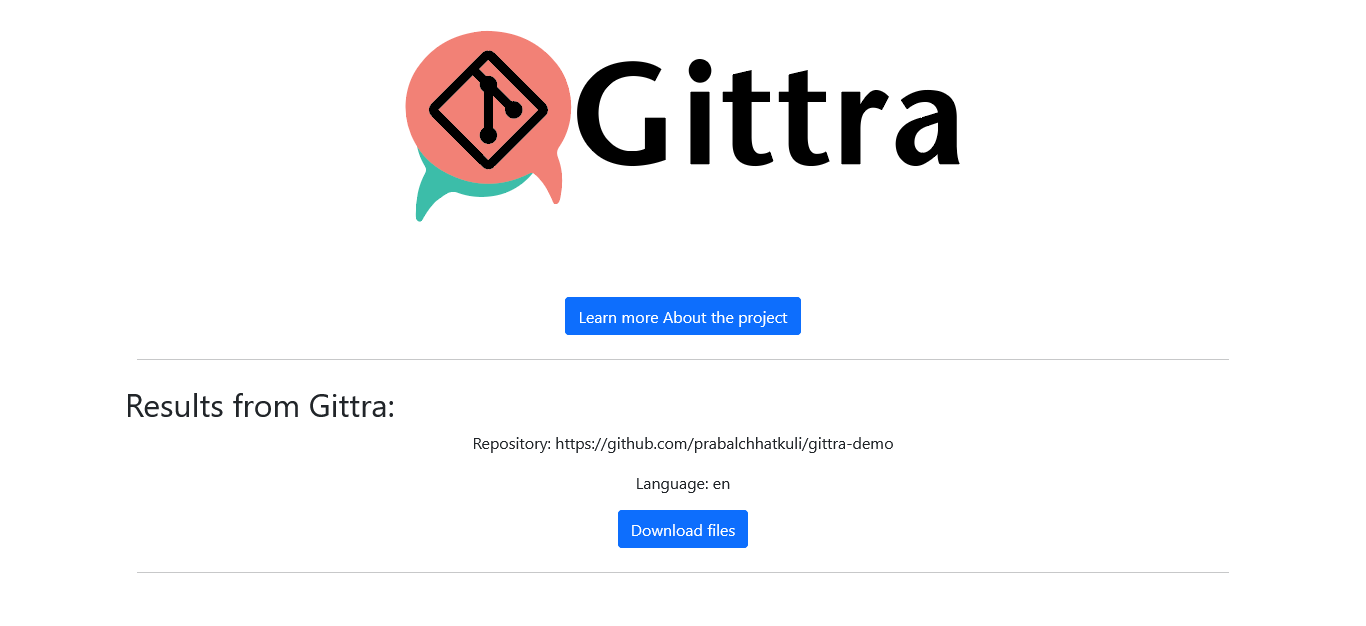 Gittra
Learn more About the project
Results from Gittra:
Repository: https://github.com/prabalchhatkuli/gittra-demo
Language: en
Download files